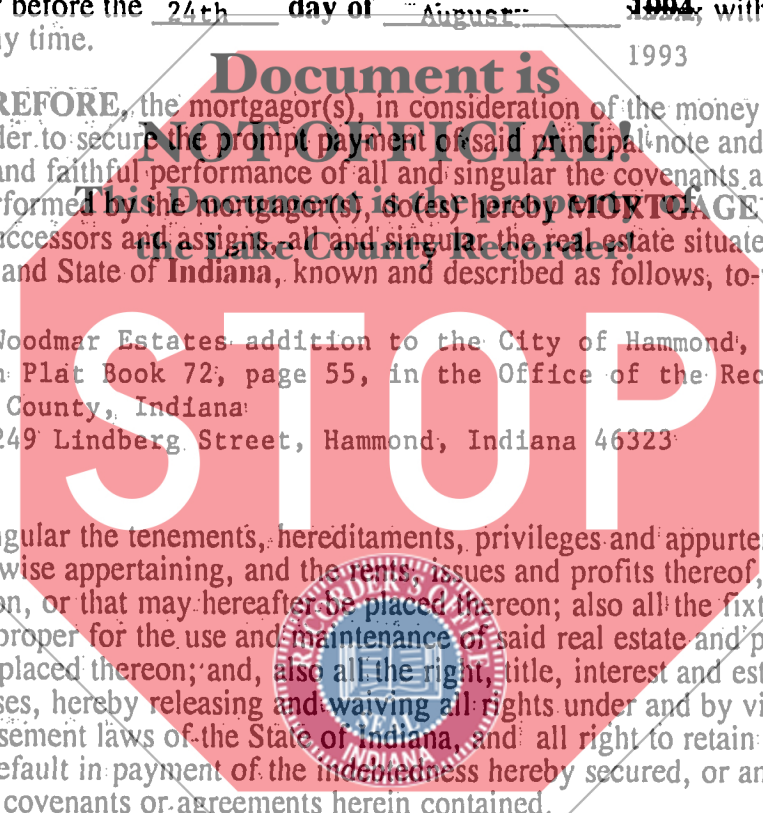 before the 24th day of August 1994, with
y time.
1993
Document is
NOT OFFICIAL!
This Document is the property of
the Lake County Recorder!
REFORE, the mortgagor(s), in consideration of the money
der to secure the prompt payment of said principal note and
and faithful performance of all and singular the covenants a
rformed by the mortgagor(s), do(es) hereby MORTGAGE
accessors and assigns, all and singular the real estate situate
and State of Indiana, known and described as follows, to-
Woodmar Estates addition to the City of Hammond,
n Plat Book 72, page 55, in the Office of the Rec
County, Indiana
249 Lindberg Street, Hammond, Indiana 46323
STOP
ngular the tenements, hereditaments, privileges and appurte
wise appertaining, and the rents, issues and profits thereof,
on, or that may hereafter be placed thereon; also all the fixt
proper for the use and maintenance of said real estate and p
placed thereon; and, also all the right, title, interest and est
ses, hereby releasing and waiving all rights under and by vi
sement laws of the State of Indiana, and all right to retain
efault in payment of the indebtedness hereby secured, or an
covenants or agreements herein contained.
RECORDER'S OFFICE
SEAL
INDIANA